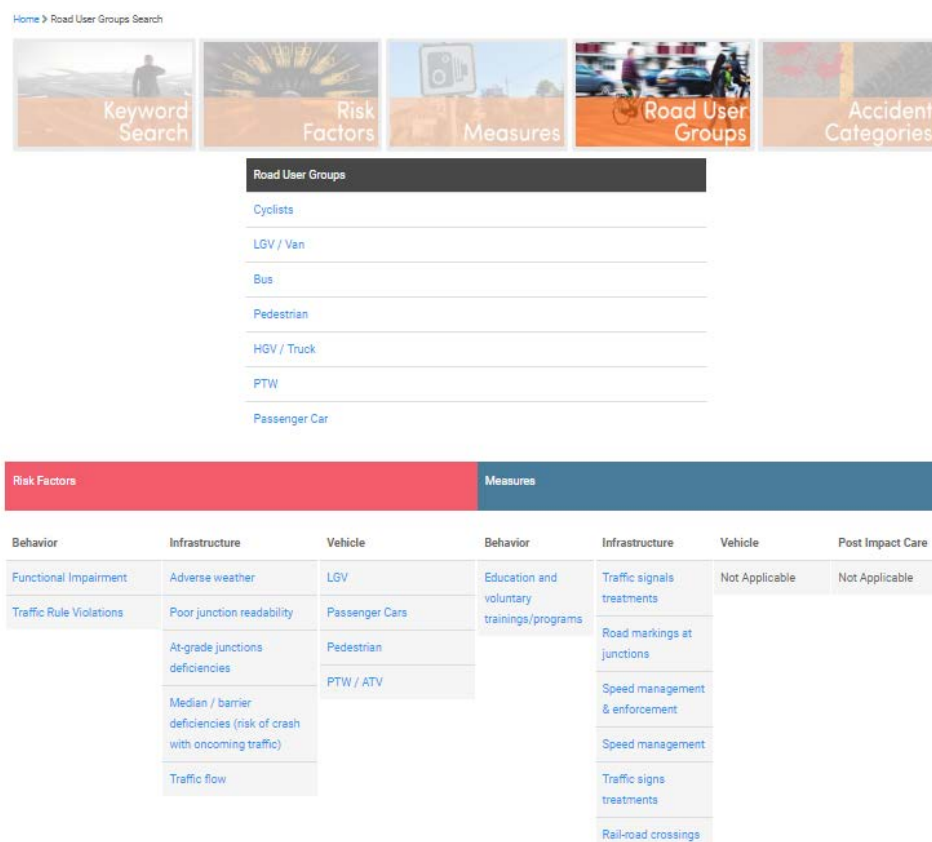 Home > Road User Groups Search
Keyword
Search
Risk
Factors
Measures
Road User
Groups
Accident
Categories
Road User Groups
Cyclists
LGV / Van
Bus
Pedestrian
HGV / Truck
PTW
Passenger Car
Risk Factors
Measures
Behavior
Infrastructure
Vehicle
Behavior
Infrastructure
Vehicle
Post Impact Care
Functional Impairment
Traffic Rule Violations
Adverse weather
Poor junction readability
At-grade junctions
deficiencies
Median / barrier
deficiencies (risk of crash
with oncoming traffic)
Traffic flow
LGV
Passenger Cars
Pedestrian
PTW / ATV
Education and
voluntary
trainings/programs
Traffic signals
treatments
Road markings at
junctions
Speed management
& enforcement
Speed management
Traffic signs
treatments
Rail-road crossings
Not Applicable
Not Applicable